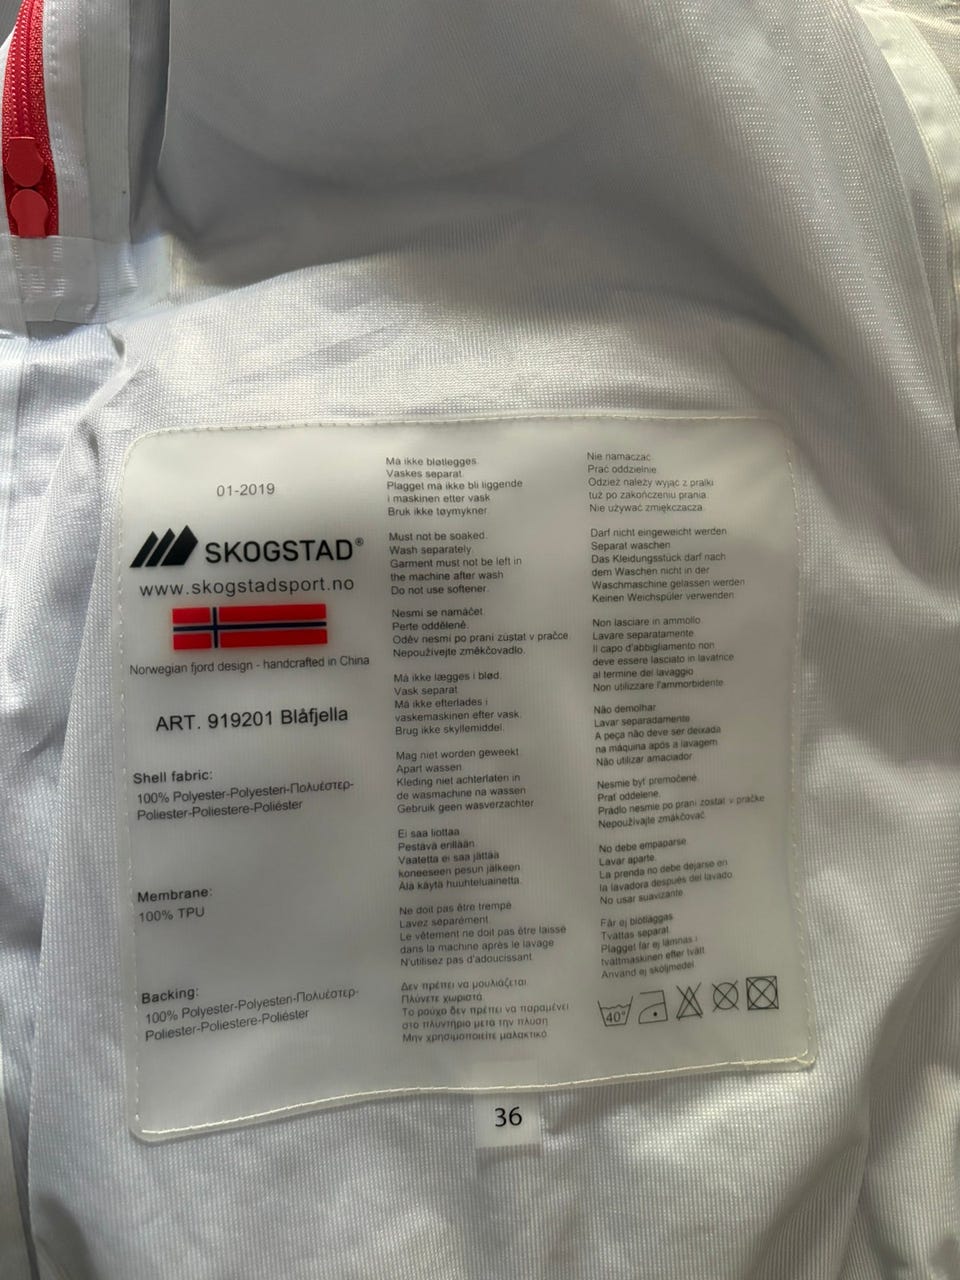 01-2019
SKOGSTAD®
www.skogstadsport.no
Norwegian fjord design - handcrafted in China
ART. 919201 Blåfjella
Shell fabric:
100% Polyester-Polyesten-Πολυέστερ-
Poliester-Poliestere-Poliéster
Membrane:
100% TPU
Backing:
100% Polyester-Polyesten-Πολυέστερ-
Poliester-Poliestere-Poliéster
Må ikke bløtlegges.
Vaskes separat.
Plagget må ikke bli liggende
i maskinen etter vask
Bruk ikke tøymykner
Must not be soaked.
Wash separately.
Garment must not be left in
the machine after wash
Do not use softener.
Nesmi se namáčet.
Perte oddělené.
Oděv nesmi po praní zůstat v pračce.
Nepoužívejte změkčovadlo.
Må ikke lægges i blød.
Vask separat
Må ikke efterlades i
vaskemaskinen efter vask.
Brug ikke skyllemiddel.
Mag niet worden geweekt
Apart wassen
Kleding niet achterlaten in
de wasmachine na wassen
Gebruik geen wasverzachter
Ei saa liottaa
Pestävä erillään.
Vaatetta ei saa jättää
koneeseen pesun jälkeen
Älä käytä huuhteluainetta.
Ne doit pas être trempé.
Lavez séparément.
Le vêtement ne doit pas être laissé
dans la machine après le lavage
N'utilisez pas d'adoucissant
Δεν πρέπει να μουλιάζεται.
Πλύνετε χωριστά
Το ρούχο δεν πρέπει να παραμένει
στο πλυντήριο μετά την πλύση
Μην χρησιμοποιείτε μαλακτικό
Nie namaczać.
Prać oddzielnie
Odzież należy wyjąć z pralki
tuż po zakończeniu prania.
Nie używać zmiękczacza
Darf nicht eingeweicht werden
Separat waschen
Das Kleidungsstück darf nach
dem Waschen nicht in der
Waschmaschine gelassen werden
Keinen Weichspüler verwenden
Non lasciare in ammollo.
Lavare separatamente.
Il capo d'abbigliamento non
deve essere lasciato in lavatrice
al termine del lavaggio
Non utilizzare l'ammorbidente
Não demolhar.
Lavar separadamente
A peça não deve ser deixada
na máquina após a lavagem
Não utilizar amaciador
Nesmie byť premočené.
Prať oddelene.
Prádlo nesmie po praní zostať v pračke
Nepoužívajte zmäkčovač
No debe empaparse
Lavar aparte.
La prenda no debe dejarse en
la lavadora después del lavado.
No usar suavizante
Får ej blötläggas
Tvättas separat.
Plagget får ej lämnas i
tvättmaskinen efter tvätt
Använd ej sköljmedel
40°
36